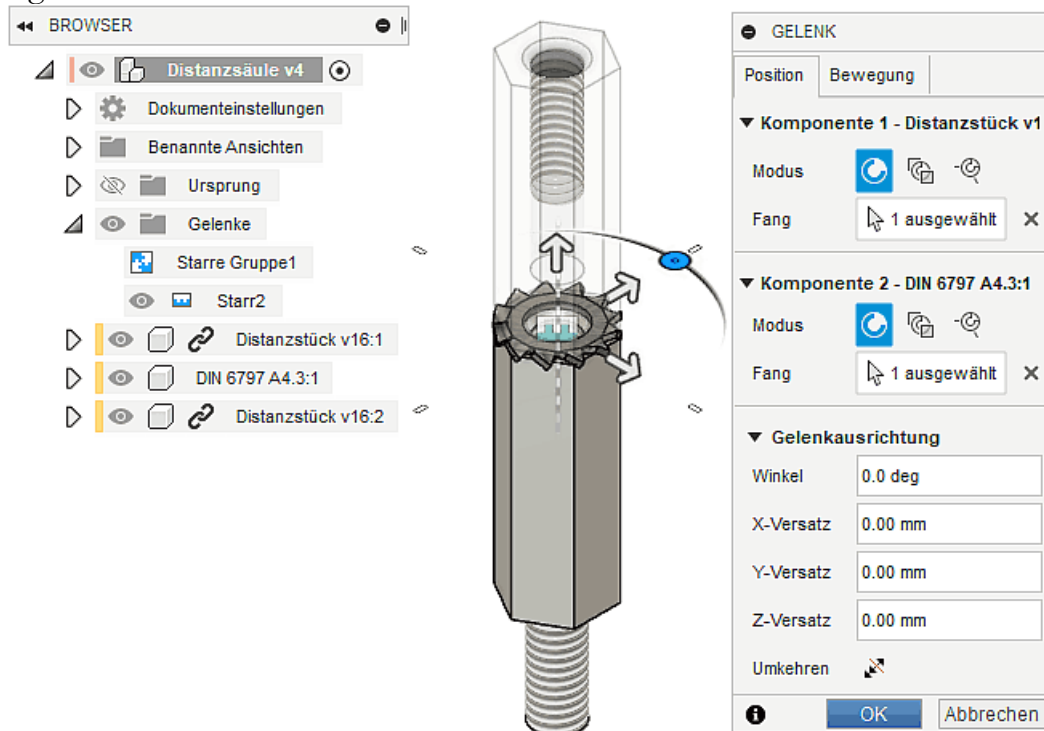 BROWSER
Distanzsäule v4
Dokumenteinstellungen
Benannte Ansichten
Ursprung
Gelenke
Starre Gruppe1
Starr2
Distanzstück v16:1
DIN 6797 A4.3:1
Distanzstück v16:2
GELENK
Position Bewegung
Komponente 1 - Distanzstück v1
Modus
Fang 1 ausgewählt
Komponente 2 - DIN 6797 A4.3:1
Modus
Fang 1 ausgewählt
Gelenkausrichtung
Winkel 0.0 deg
X-Versatz 0.00 mm
Y-Versatz 0.00 mm
Z-Versatz 0.00 mm
Umkehren
OK Abbrechen